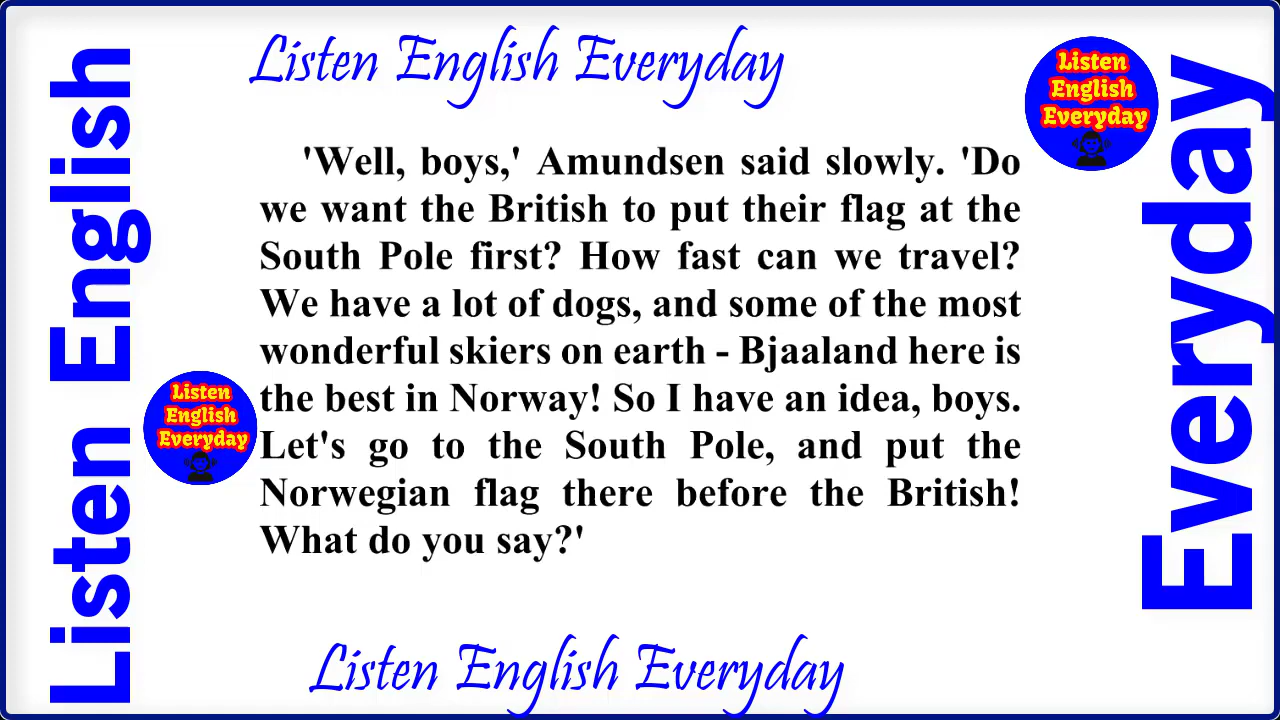 Listen English Everyday
Listen
English
Everyday
'Well, boys,' Amundsen said slowly. 'Do
we want the British to put their flag at the
South Pole first? How fast can we travel?
We have a lot of dogs, and some of the most
wonderful skiers on earth - Bjaaland here is
the best in Norway! So I have an idea, boys.
Let's go to the South Pole, and put the
Norwegian flag there before the British!
What do you say?'
Listen
English
Everyday
Listen English
Everyday
Listen English Everyday